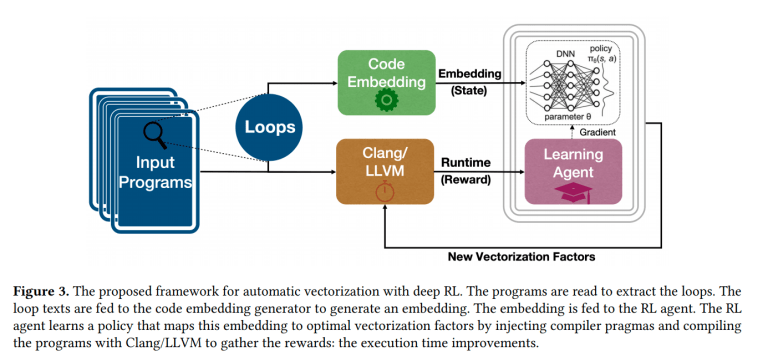 Input
Programs
Loops
Code
Embedding
Clang/
LLVM
Embedding
(State)
Runtime
(Reward)
DNN
policy
πθ(s, a)
parameter θ
Gradient
Learning
Agent
New Vectorization Factors
Figure 3. The proposed framework for automatic vectorization with deep RL. The programs are read to extract the loops. The
loop texts are fed to the code embedding generator to generate an embedding. The embedding is fed to the RL agent. The RL
agent learns a policy that maps this embedding to optimal vectorization factors by injecting compiler pragmas and compiling
the programs with Clang/LLVM to gather the rewards: the execution time improvements.